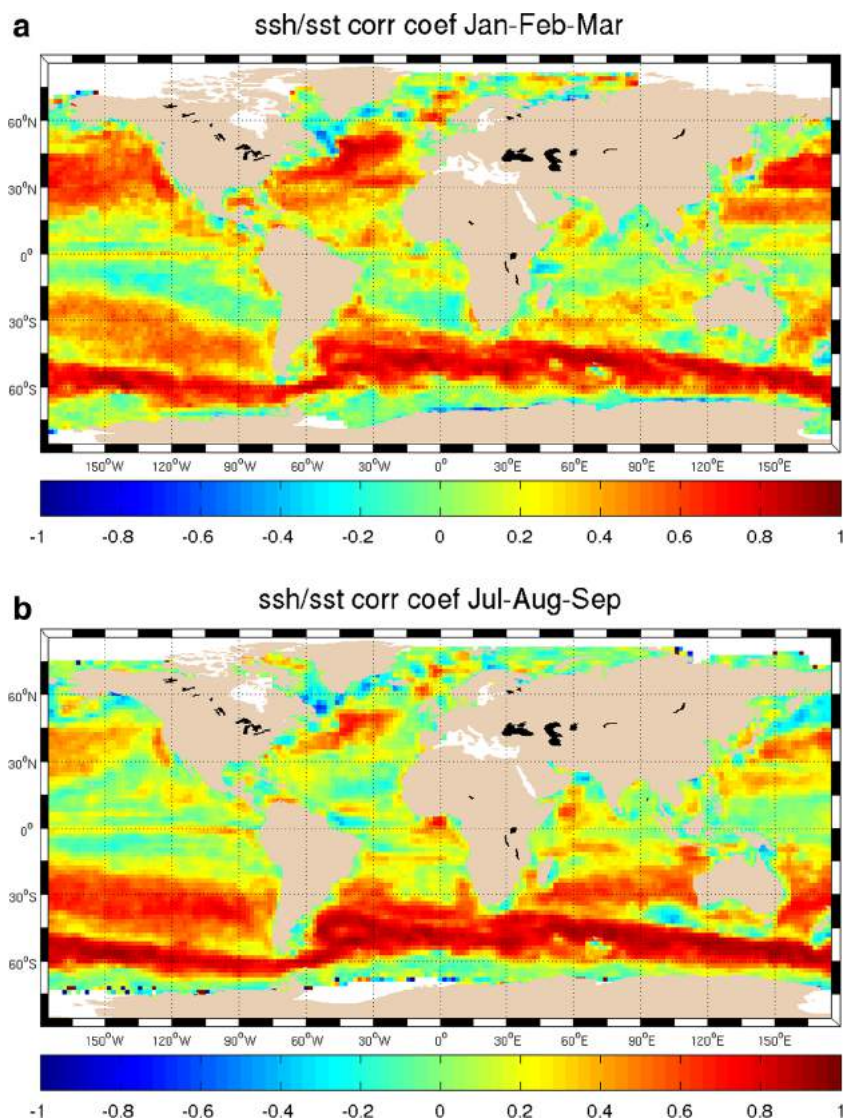 a
ssh/sst corr coef Jan-Feb-Mar
60°N
30°N
0°
30°S
60°S
150°W 120°W 90°W 60°W 30°W 0° 30°E 60°E 90°E 120°E 150°E
-1 -0.8 -0.6 -0.4 -0.2 0 0.2 0.4 0.6 0.8 1
b
ssh/sst corr coef Jul-Aug-Sep
60°N
30°N
0°
30°S
60°S
150°W 120°W 90°W 60°W 30°W 0° 30°E 60°E 90°E 120°E 150°E
-1 -0.8 -0.6 -0.4 -0.2 0 0.2 0.4 0.6 0.8 1